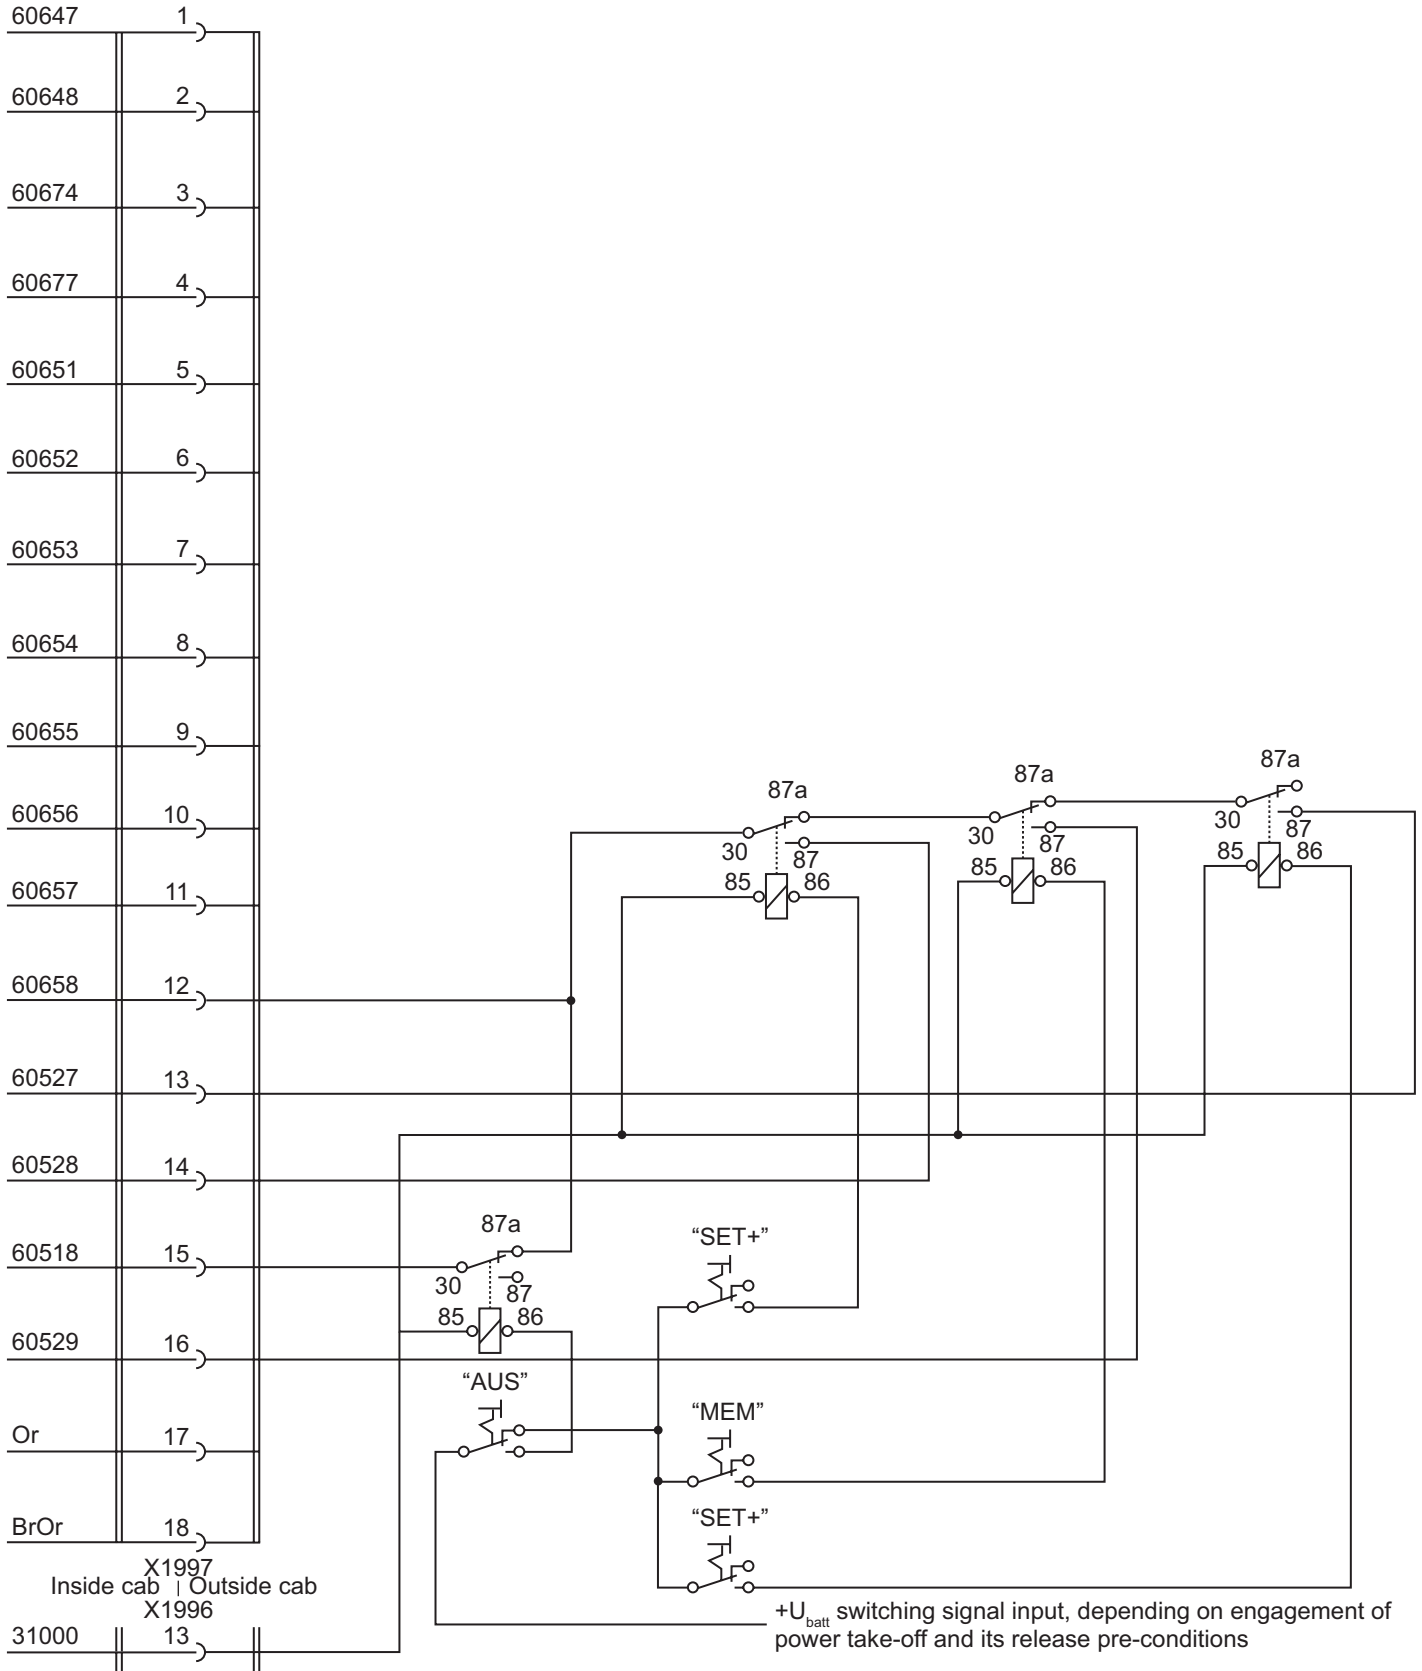 60647 1
60648 2
60674 3
60677 4
60651 5
60652 6
60653 7
60654 8
60655 9
87a
87a
87a
60656 10
30 87
30 87
30 87
85 86
85 86
85 86
60657 11
60658 12
60527 13
60528 14
87a
“SET+”
60518 15
30 87
85 86
60529 16
“AUS”
“MEM”
Or 17
“SET+”
BrOr 18
X1997
Inside cab | Outside cab
X1996
+Ubatt switching signal input, depending on engagement of
power take-off and its release pre-conditions
31000 13